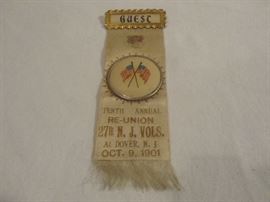 GUEST
TENTH ANNUAL
RE-UNION
27TH N. J. VOLS.
At DOVER, N. J.
OCT. 9, 1901